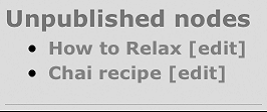 Unpublished nodes
How to Relax [edit]
Chai recipe [edit]